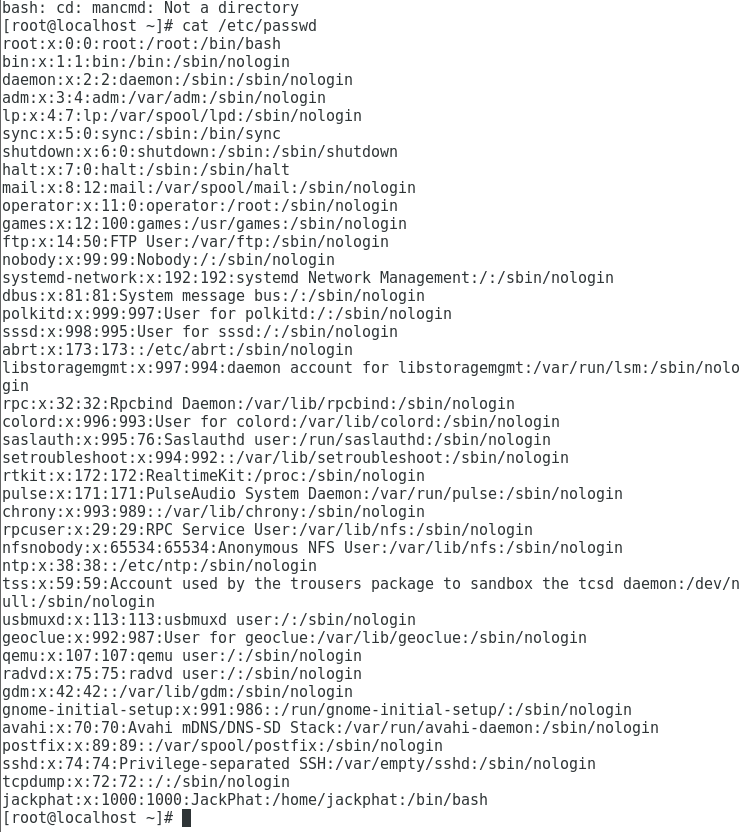 bash: cd: mancmd: Not a directory
[root@localhost ~]# cat /etc/passwd
root:x:0:0:root:/root:/bin/bash
bin:x:1:1:bin:/bin:/sbin/nologin
daemon:x:2:2:daemon:/sbin:/sbin/nologin
adm:x:3:4:adm:/var/adm:/sbin/nologin
lp:x:4:7:lp:/var/spool/lpd:/sbin/nologin
sync:x:5:0:sync:/sbin:/bin/sync
shutdown:x:6:0:shutdown:/sbin:/sbin/shutdown
halt:x:7:0:halt:/sbin:/sbin/halt
mail:x:8:12:mail:/var/spool/mail:/sbin/nologin
operator:x:11:0:operator:/root:/sbin/nologin
games:x:12:100:games:/usr/games:/sbin/nologin
ftp:x:14:50:FTP User:/var/ftp:/sbin/nologin
nobody:x:99:99:Nobody:/:/sbin/nologin
systemd-network:x:192:192:systemd Network Management:/:/sbin/nologin
dbus:x:81:81:System message bus:/:/sbin/nologin
polkitd:x:999:997:User for polkitd:/:/sbin/nologin
sssd:x:998:995:User for sssd:/:/sbin/nologin
abrt:x:173:173::/etc/abrt:/sbin/nologin
libstoragemgmt:x:997:994:daemon account for libstoragemgmt:/var/run/lsm:/sbin/nolo
gin
rpc:x:32:32:Rpcbind Daemon:/var/lib/rpcbind:/sbin/nologin
colord:x:996:993:User for colord:/var/lib/colord:/sbin/nologin
saslauth:x:995:76:Saslauthd user:/run/saslauthd:/sbin/nologin
setroubleshoot:x:994:992::/var/lib/setroubleshoot:/sbin/nologin
rtkit:x:172:172:RealtimeKit:/proc:/sbin/nologin
pulse:x:171:171:PulseAudio System Daemon:/var/run/pulse:/sbin/nologin
chrony:x:993:989::/var/lib/chrony:/sbin/nologin
rpcuser:x:29:29:RPC Service User:/var/lib/nfs:/sbin/nologin
nfsnobody:x:65534:65534:Anonymous NFS User:/var/lib/nfs:/sbin/nologin
ntp:x:38:38::/etc/ntp:/sbin/nologin
tss:x:59:59:Account used by the trousers package to sandbox the tcsd daemon:/dev/n
ull:/sbin/nologin
usbmuxd:x:113:113:usbmuxd user:/:/sbin/nologin
geoclue:x:992:987:User for geoclue:/var/lib/geoclue:/sbin/nologin
qemu:x:107:107:qemu user:/:/sbin/nologin
radvd:x:75:75:radvd user:/:/sbin/nologin
gdm:x:42:42::/var/lib/gdm:/sbin/nologin
gnome-initial-setup:x:991:986::/run/gnome-initial-setup/:/sbin/nologin
avahi:x:70:70:Avahi mDNS/DNS-SD Stack:/var/run/avahi-daemon:/sbin/nologin
postfix:x:89:89::/var/spool/postfix:/sbin/nologin
sshd:x:74:74:Privilege-separated SSH:/var/empty/sshd:/sbin/nologin
tcpdump:x:72:72::/:/sbin/nologin
jackphat:x:1000:1000:JackPhat:/home/jackphat:/bin/bash
[root@localhost ~]#